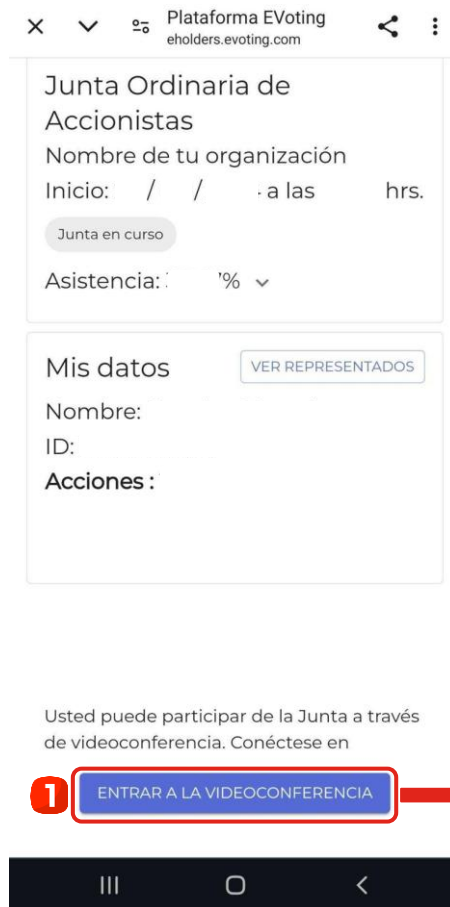 Plataforma EVoting
eholders.evoting.com
Junta Ordinaria de
Accionistas
Nombre de tu organización
Inicio: / / a las hrs.
Junta en curso
Asistencia: %
Mis datos
VER REPRESENTADOS
Nombre:
ID:
Acciones :
Usted puede participar de la Junta a través
de videoconferencia. Conéctese en
1
ENTRAR A LA VIDEOCONFERENCIA